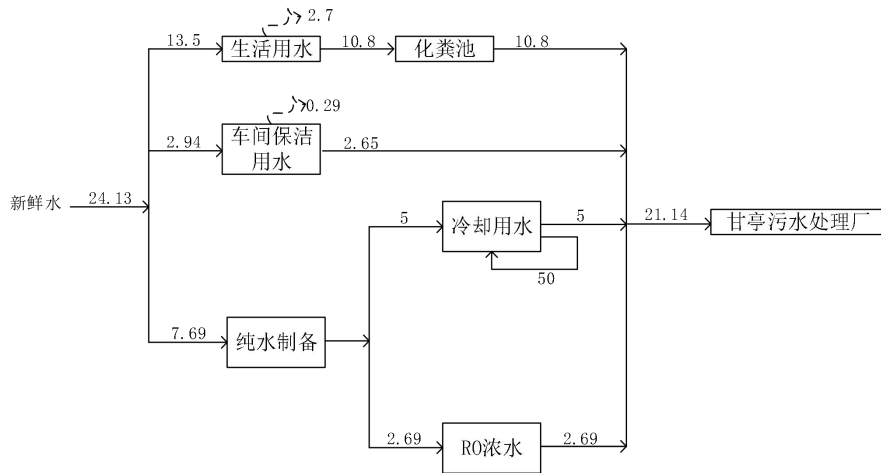 2.7
13.5
生活用水
10.8
化粪池
10.8
0.29
2.94
车间保洁
用水
2.65
新鲜水
24.13
5
冷却用水
5
21.14
甘亭污水处理厂
50
7.69
纯水制备
2.69
RO浓水
2.69